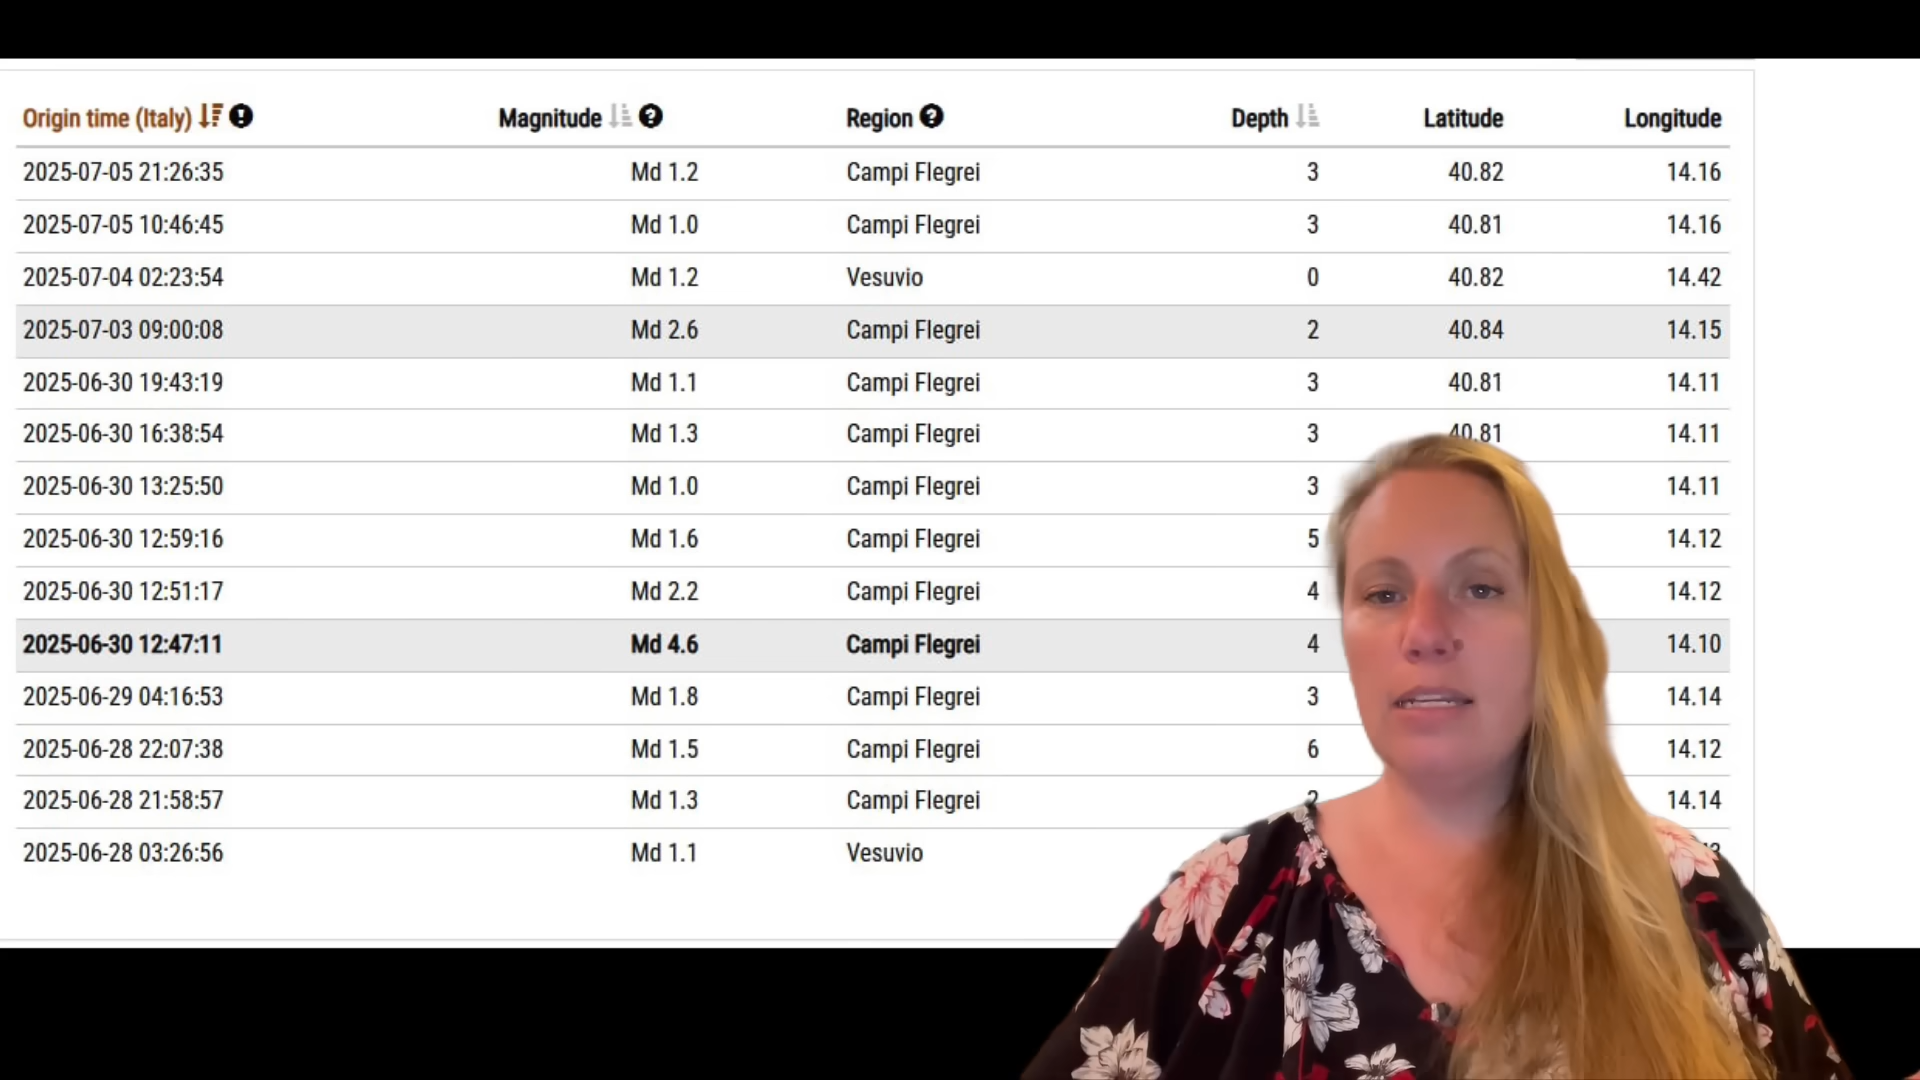 Origin time (Italy) Magnitude Region Depth Latitude Longitude
2025-07-05 21:26:35 Md 1.2 Campi Flegrei 3 40.82 14.16
2025-07-05 10:46:45 Md 1.0 Campi Flegrei 3 40.81 14.16
2025-07-04 02:23:54 Md 1.2 Vesuvio 0 40.82 14.42
2025-07-03 09:00:08 Md 2.6 Campi Flegrei 2 40.84 14.15
2025-06-30 19:43:19 Md 1.1 Campi Flegrei 3 40.81 14.11
2025-06-30 16:38:54 Md 1.3 Campi Flegrei 3 40.81 14.11
2025-06-30 13:25:50 Md 1.0 Campi Flegrei 3 14.11
2025-06-30 12:59:16 Md 1.6 Campi Flegrei 5 14.12
2025-06-30 12:51:17 Md 2.2 Campi Flegrei 4 14.12
2025-06-30 12:47:11 Md 4.6 Campi Flegrei 4 14.10
2025-06-29 04:16:53 Md 1.8 Campi Flegrei 3 14.14
2025-06-28 22:07:38 Md 1.5 Campi Flegrei 6 14.12
2025-06-28 21:58:57 Md 1.3 Campi Flegrei 2 14.14
2025-06-28 03:26:56 Md 1.1 Vesuvio